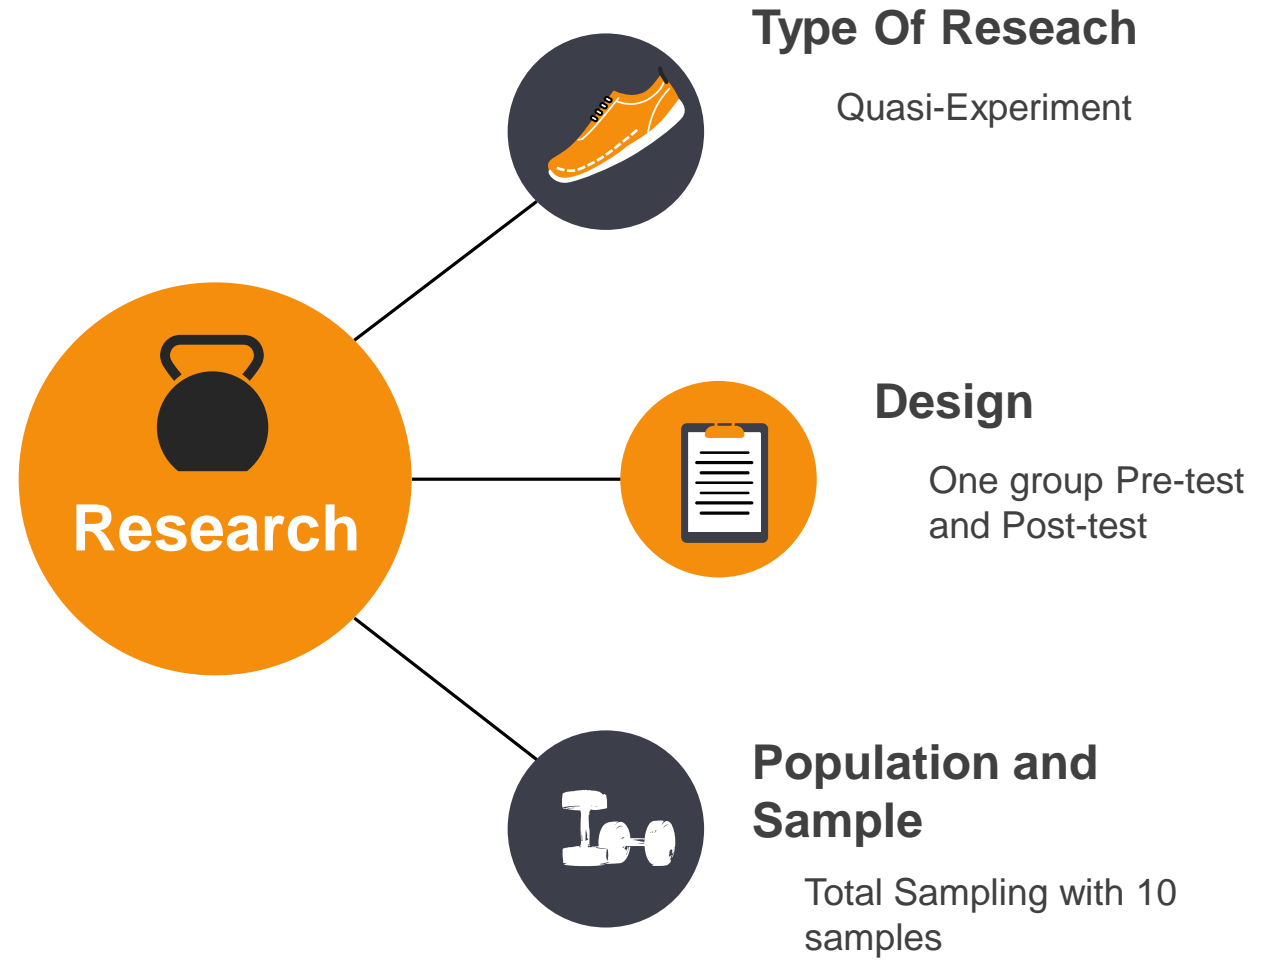 Type Of Reseach
Quasi-Experiment
Research
Design
One group Pre-test
and Post-test
Population and
Sample
Total Sampling with 10
samples